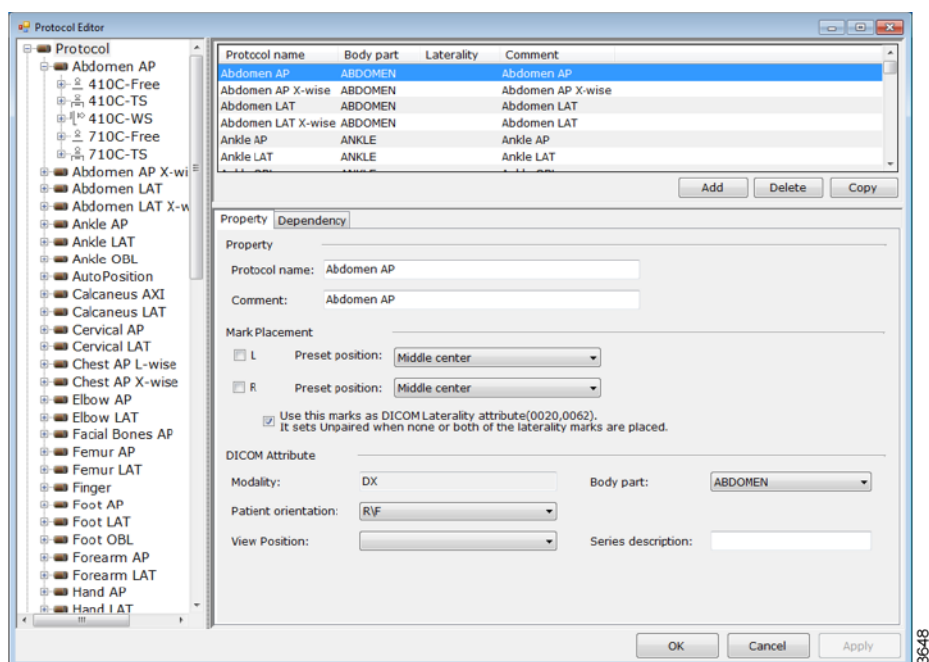 Protocol Editor
Protocol
Abdomen AP
410C-Free
410C-TS
410C-WS
710C-Free
710C-TS
Abdomen AP X-wi
Abdomen LAT
Abdomen LAT X-w
Ankle AP
Ankle LAT
Ankle OBL
AutoPosition
Calcaneus AXI
Calcaneus LAT
Cervical AP
Cervical LAT
Chest AP L-wise
Chest AP X-wise
Elbow AP
Elbow LAT
Facial Bones AP
Femur AP
Femur LAT
Finger
Foot AP
Foot LAT
Foot OBL
Forearm AP
Forearm LAT
Hand AP
Hand LAT
Protocol name Body part Laterality Comment
Abdomen AP ABDOMEN Abdomen AP
Abdomen AP X-wise ABDOMEN Abdomen AP X-wise
Abdomen LAT ABDOMEN Abdomen LAT
Abdomen LAT X-wise ABDOMEN Abdomen LAT
Ankle AP ANKLE Ankle AP
Ankle LAT ANKLE Ankle LAT
Add Delete Copy
Property Dependency
Property
Protocol name: Abdomen AP
Comment: Abdomen AP
Mark Placement
L Preset position: Middle center
R Preset position: Middle center
Use this marks as DICOM Laterality attribute(0020,0062).
It sets Unpaired when none or both of the laterality marks are placed.
DICOM Attribute
Modality: DX Body part: ABDOMEN
Patient orientation: R\F
View Position: Series description:
OK Cancel Apply
3648